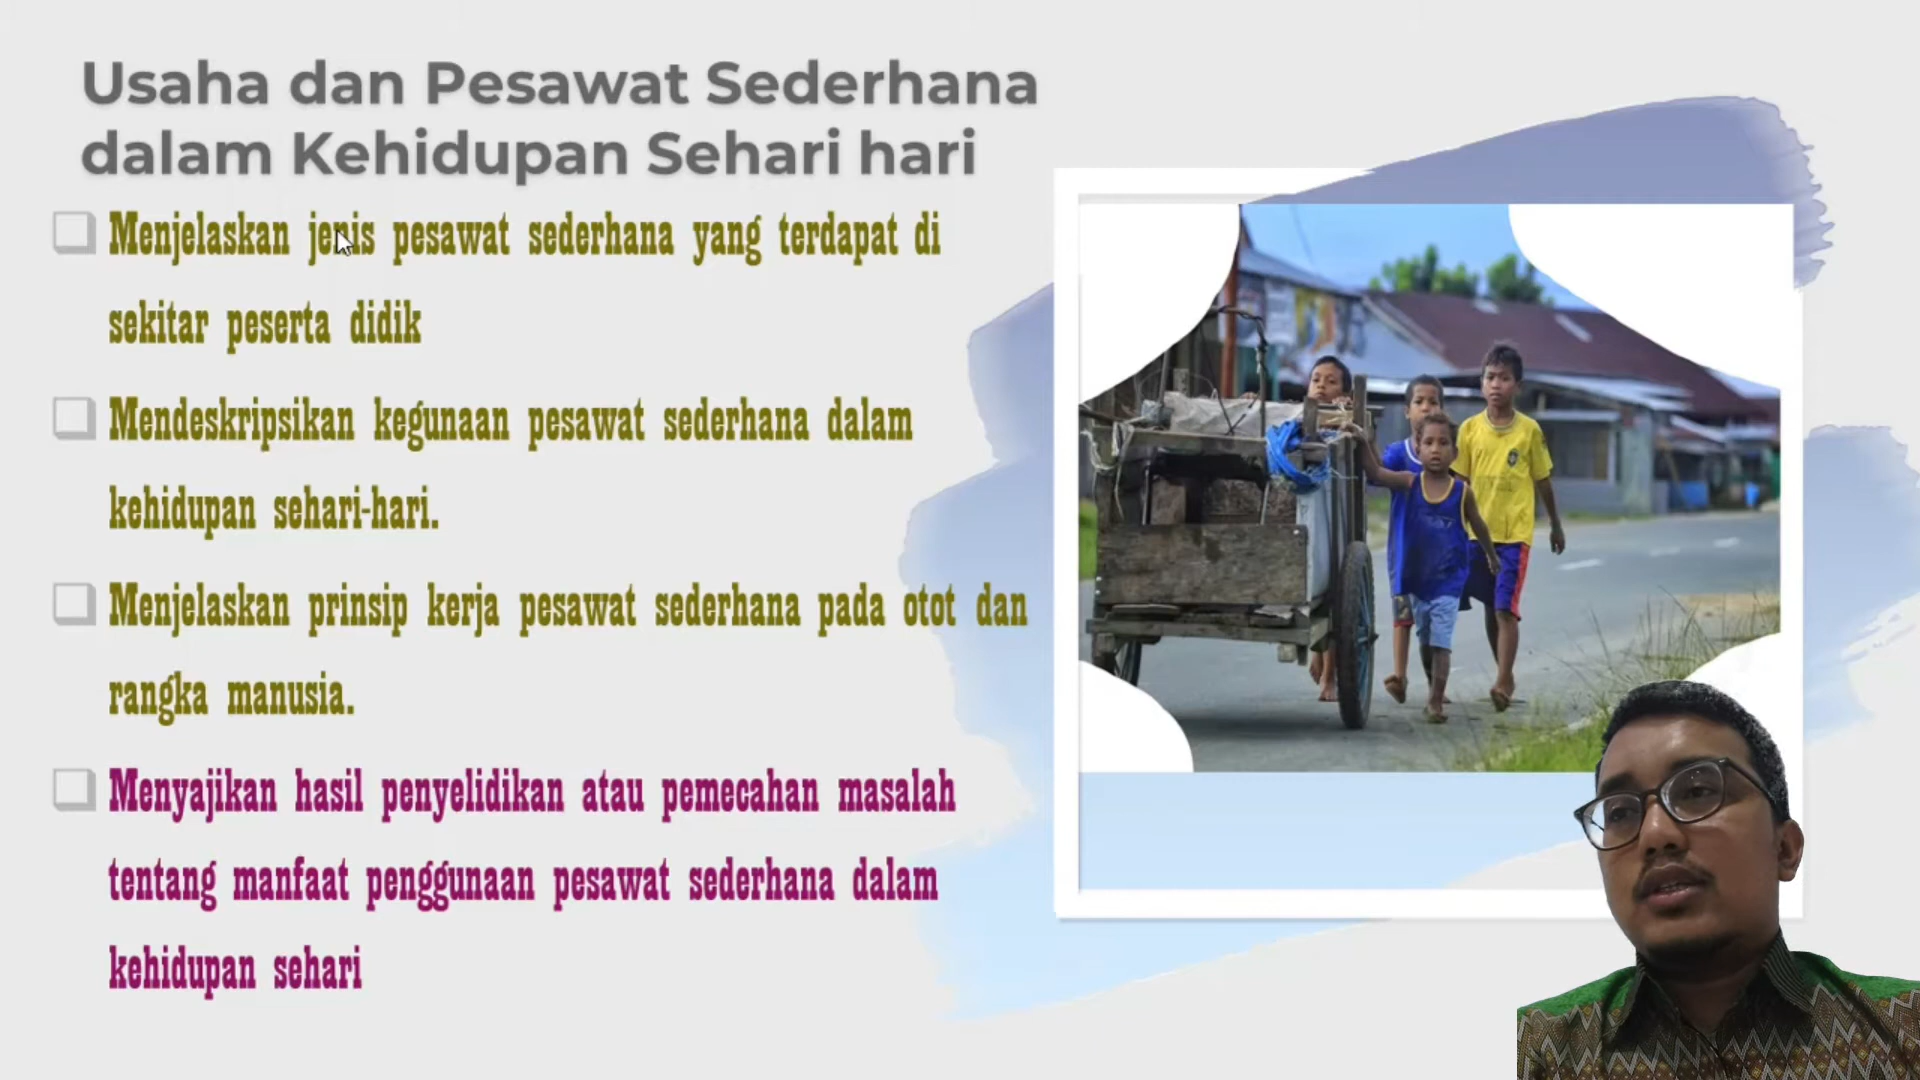 Usaha dan Pesawat Sederhana
dalam Kehidupan Sehari hari
Menjelaskan jenis pesawat sederhana yang terdapat di
sekitar peserta didik
Mendeskripsikan kegunaan pesawat sederhana dalam
kehidupan sehari-hari.
Menjelaskan prinsip kerja pesawat sederhana pada otot dan
rangka manusia.
Menyajikan hasil penyelidikan atau pemecahan masalah
tentang manfaat penggunaan pesawat sederhana dalam
kehidupan sehari